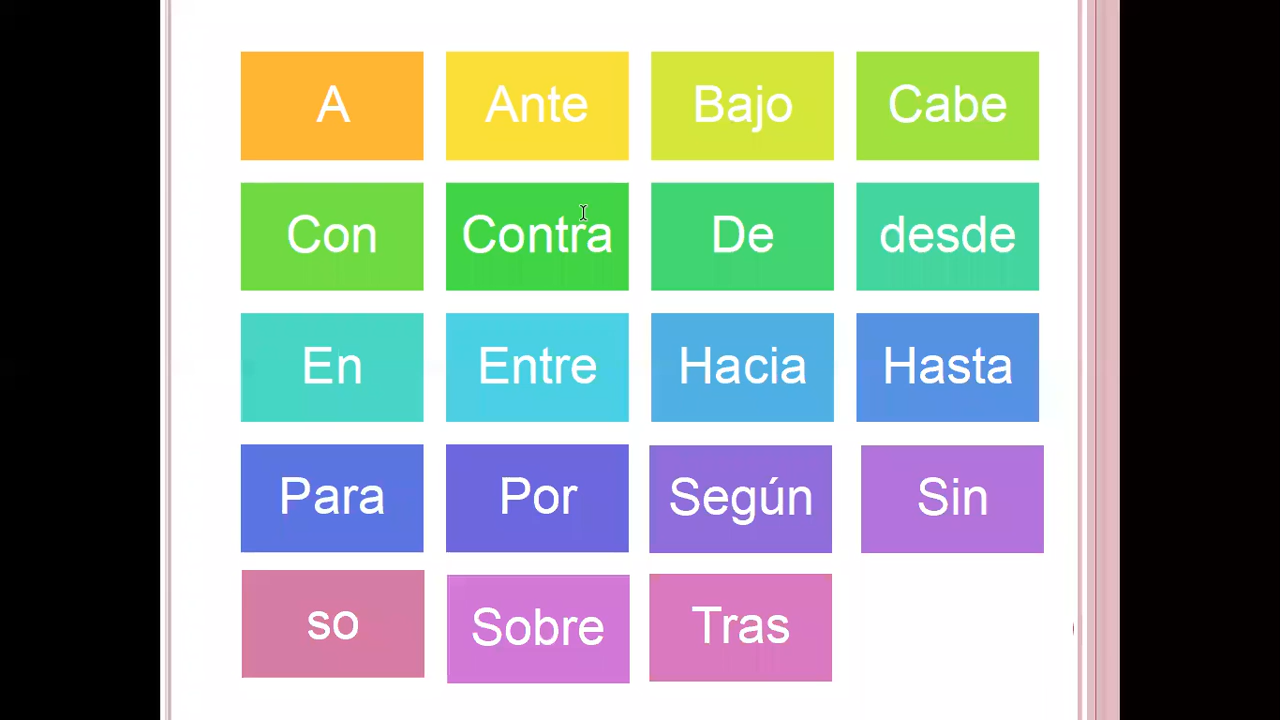 A Ante Bajo Cabe
Con Contra De desde
En Entre Hacia Hasta
Para Por Según Sin
so Sobre Tras